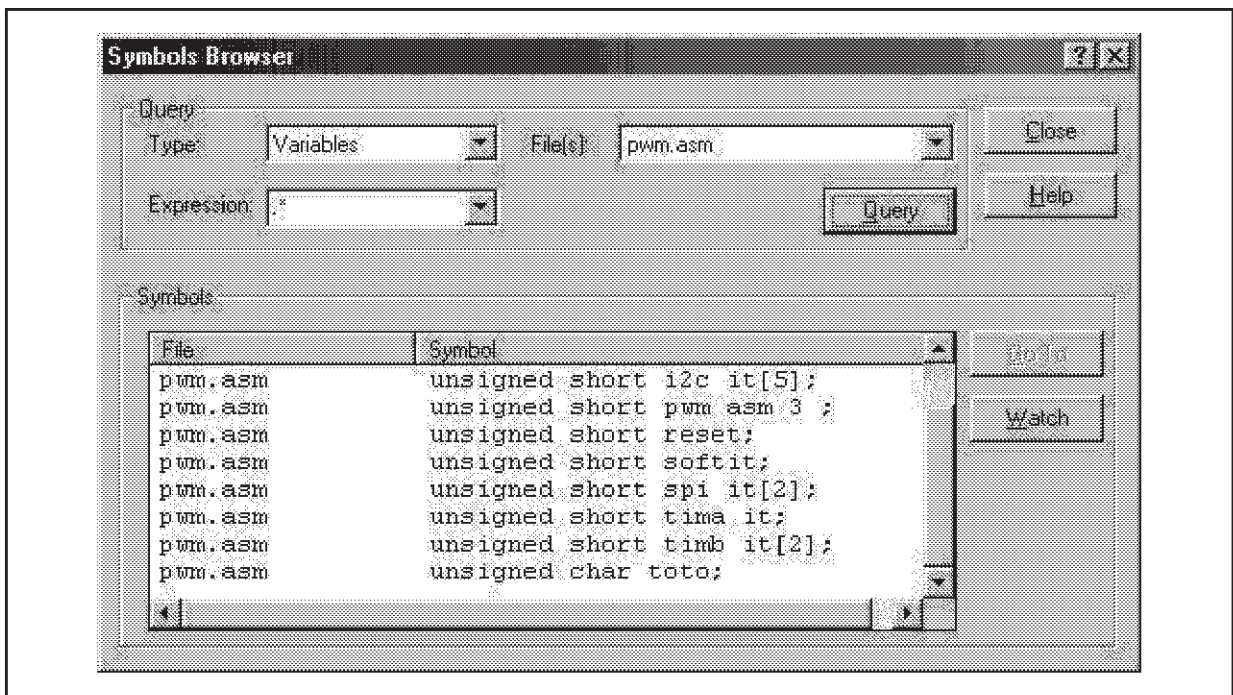 Symbols Browser
Query
Type: Variables File(s): pwm.asm Close
Expression: .* Query Help
Symbols
File Symbol Go To
pwm.asm unsigned short i2c it[5];
pwm.asm unsigned short pwm asm 3 ; Watch
pwm.asm unsigned short reset;
pwm.asm unsigned short softit;
pwm.asm unsigned short spi it[2];
pwm.asm unsigned short tima it;
pwm.asm unsigned short timb it[2];
pwm.asm unsigned char toto;